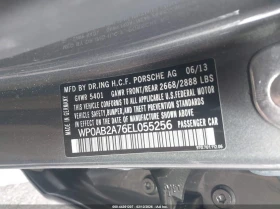 MFD BY DR.ING H.C.F. PORSCHE AG 06/13
GVWR 5401 GAWR FRONT/REAR 2668/2888 LBS
THIS VEHICLE CONFORMS TO ALL APPLICABLE U.S. FEDERAL MOTOR
VEHICLE SAFETY, BUMPER, AND THEFT PREVENTION STANDARDS
IN EFFECT ON THE DATE OF MANUFACTURE SHOWN ABOVE.
WP0AB2A76EL055256 PASSENGER CAR